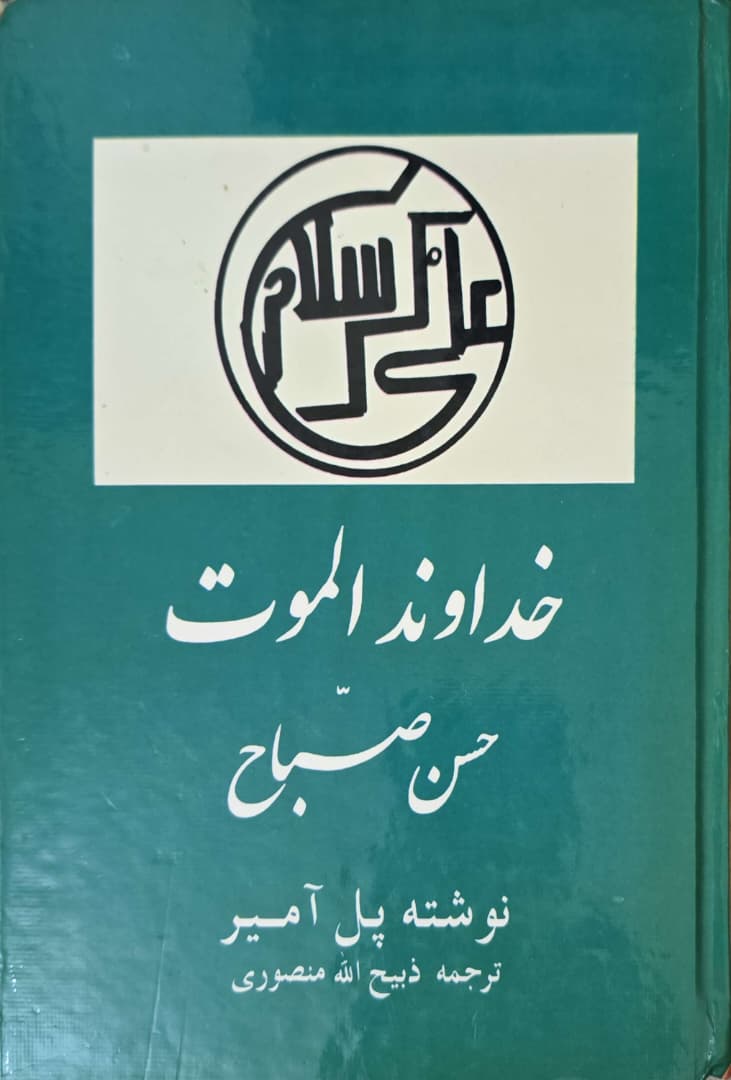 خداوند الموت
حسن صبّاح
نوشته پل آمیر
ترجمه ذبیح الله منصوری